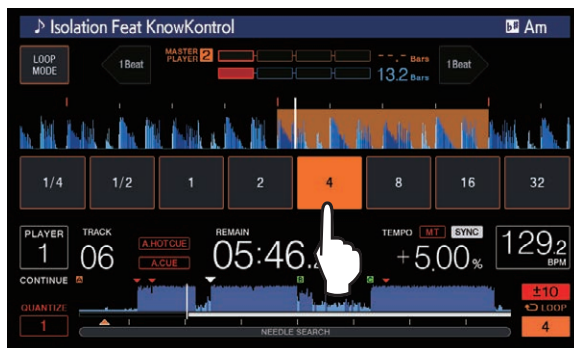 ♪ Isolation Feat KnowKontrol
b# Am
LOOP MODE
1Beat
MASTER PLAYER 2
--.- Bars
13.2 Bars
1Beat
1/4 1/2 1 2 4 8 16 32
PLAYER 1
TRACK 06
A.HOT CUE
A.CUE
REMAIN 05:46.
TEMPO MT SYNC
+5.00%
129.2 BPM
CONTINUE
A B C
±10
QUANTIZE 1
LOOP 4
NEEDLE SEARCH